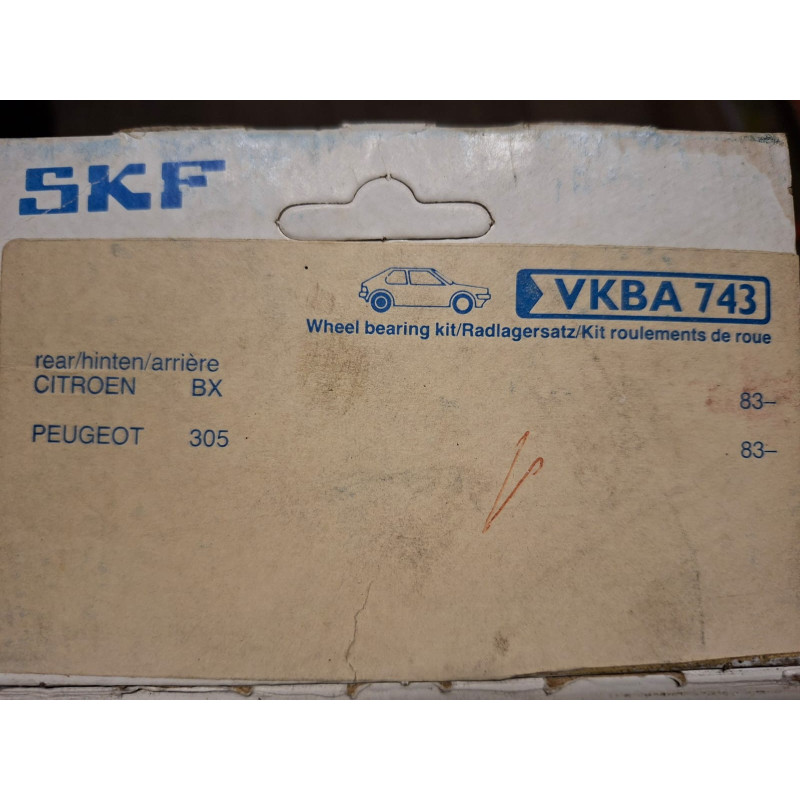 SKF
VKBA 743
Wheel bearing kit/Radlagersatz/Kit roulements de roue
rear/hinten/arrière
CITROEN BX 83–
PEUGEOT 305 83–